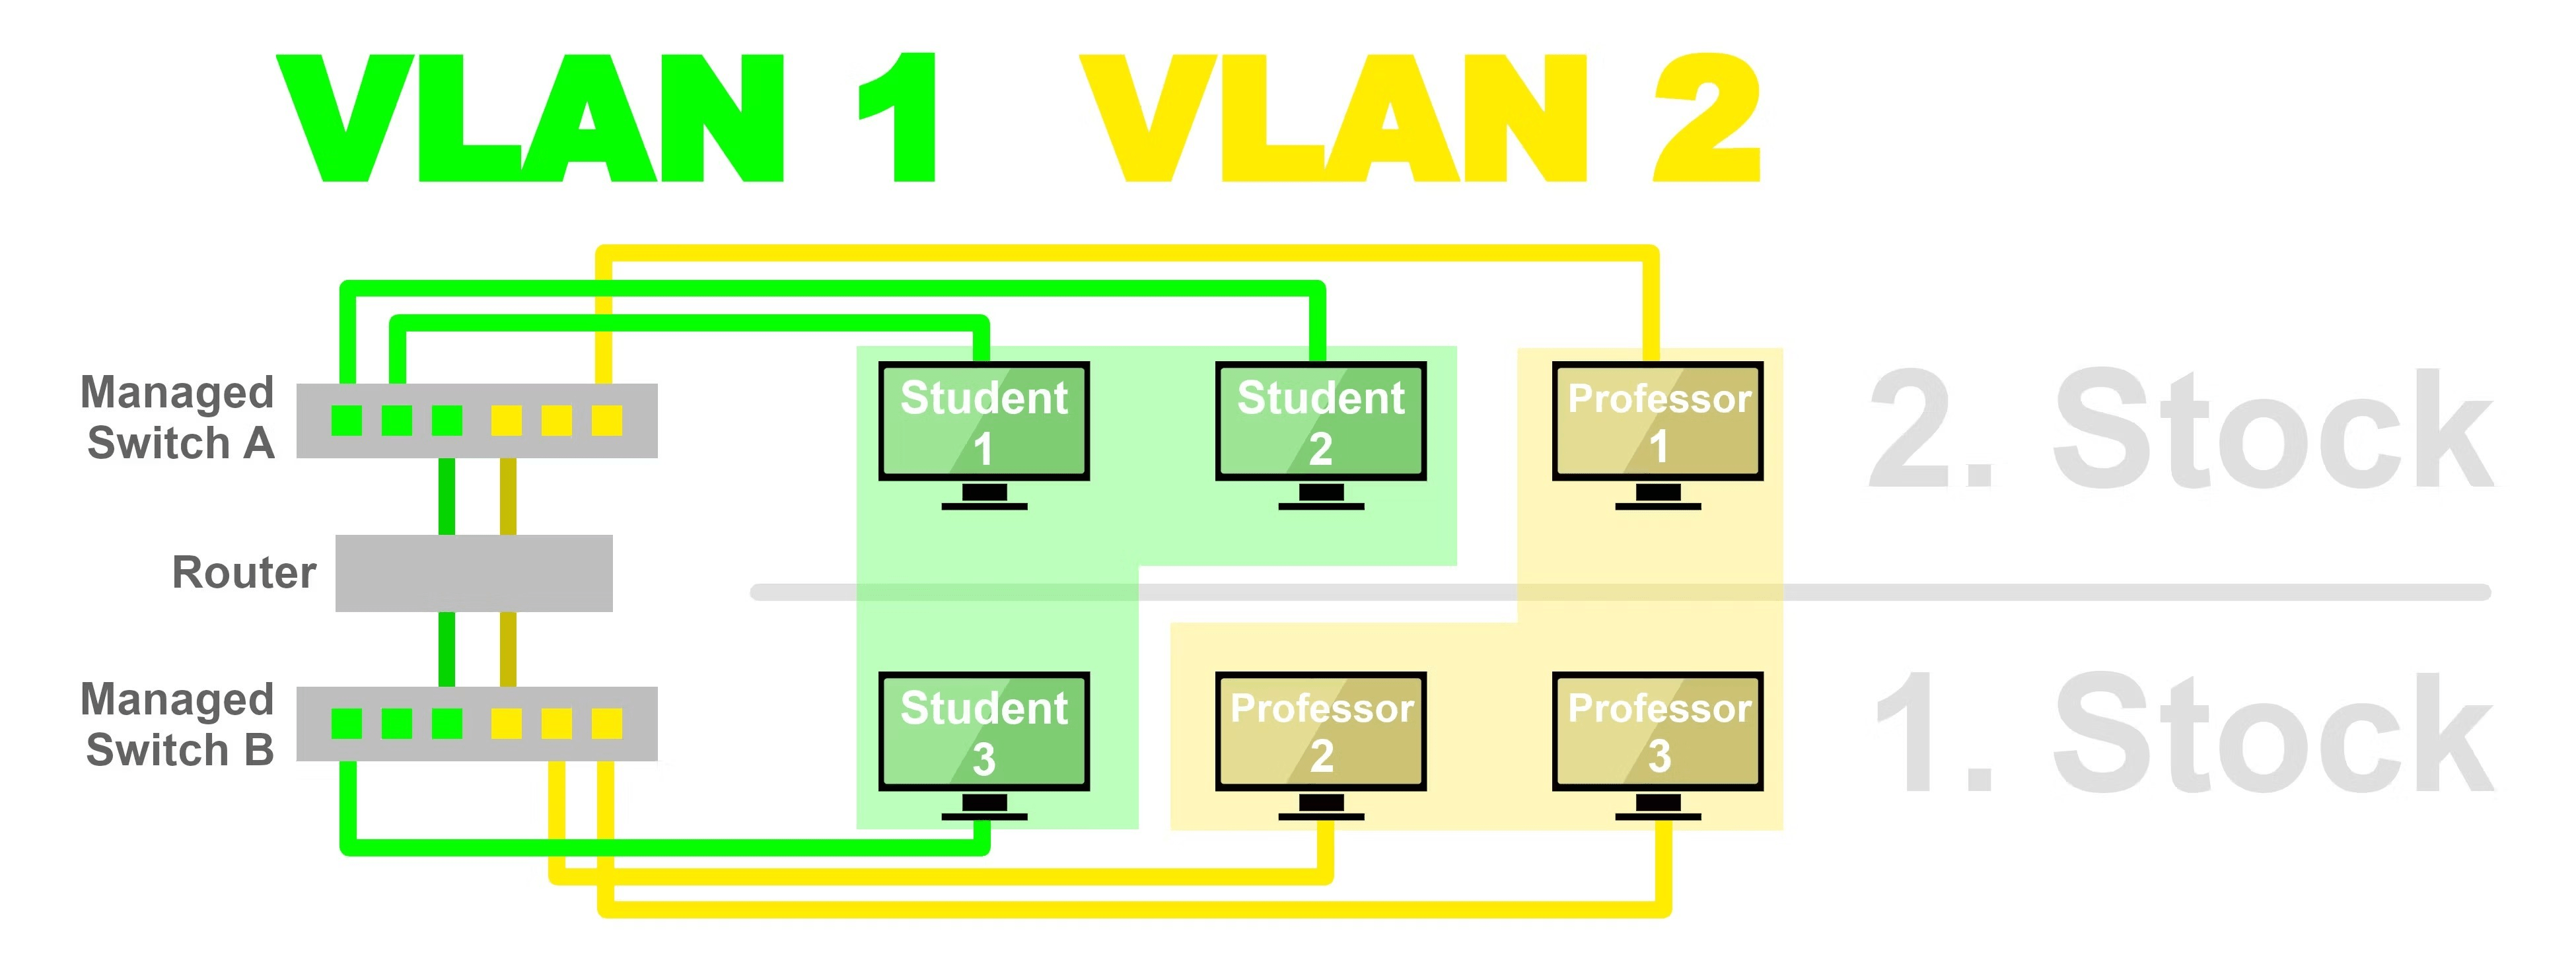 VLAN 1 VLAN 2
Managed
Switch A
Student
1
Student
2
Professor
1
2. Stock
Router
Managed
Switch B
Student
3
Professor
2
Professor
3
1. Stock